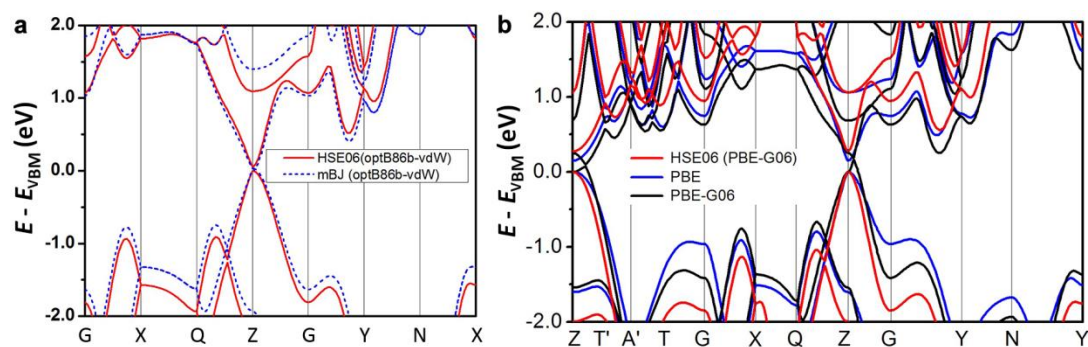 a
E - E_VBM (eV)
2.0
1.0
0.0
-1.0
-2.0
HSE06(optB86b-vdW)
mBJ (optB86b-vdW)
G X Q Z G Y N X
b
E - E_VBM (eV)
2.0
1.0
0.0
-1.0
-2.0
HSE06 (PBE-G06)
PBE
PBE-G06
Z T' A' T G X Q Z G Y N Y